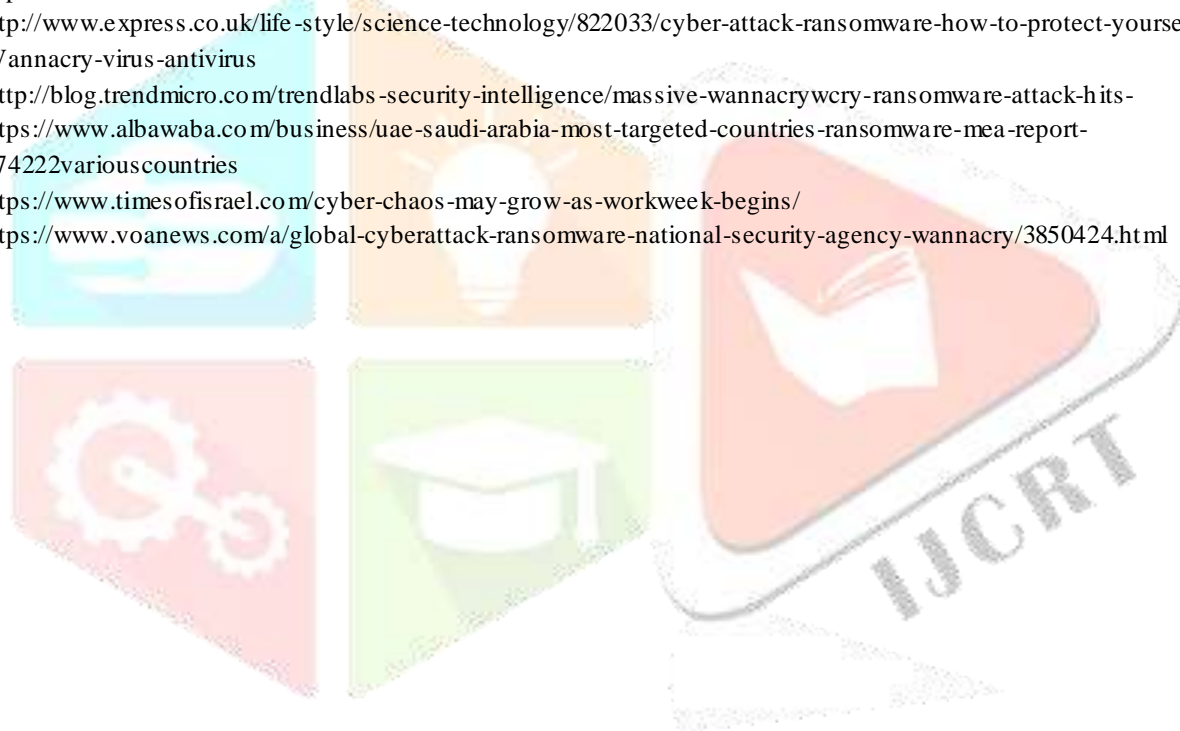 tp://www.express.co.uk/life-style/science-technology/822033/cyber-attack-ransomware-how-to-protect-yourse
annacry-virus-antivirus
ttp://blog.trendmicro.com/trendlabs-security-intelligence/massive-wannacrywcry-ransomware-attack-hits-
tps://www.albawaba.com/business/uae-saudi-arabia-most-targeted-countries-ransomware-mea-report-
74222variouscountries
tps://www.timesofisrael.com/cyber-chaos-may-grow-as-workweek-begins/
tps://www.voanews.com/a/global-cyberattack-ransomware-national-security-agency-wannacry/3850424.html
IJCRT